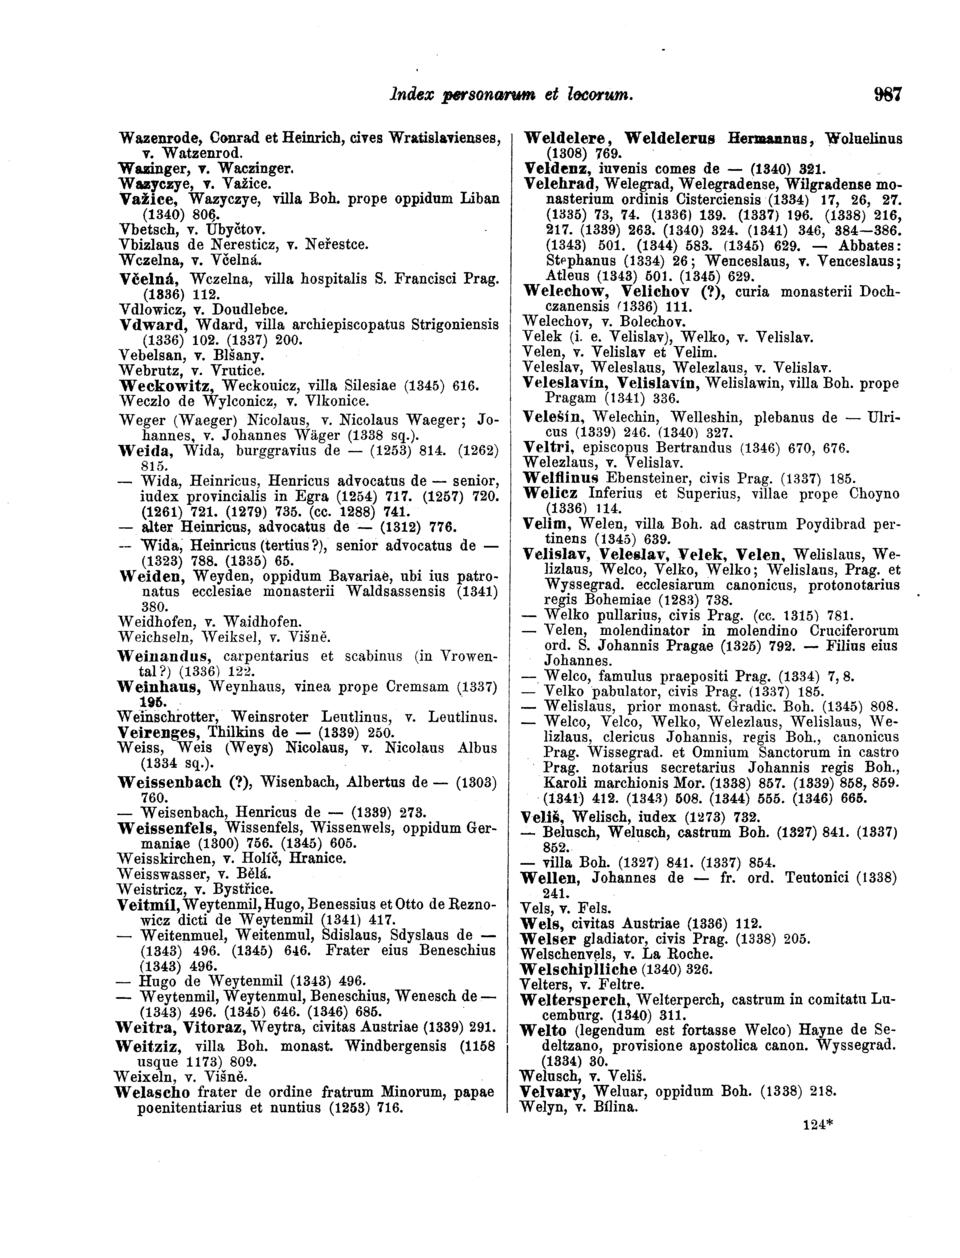 Index personarum et locorum.
987
Wazenrode, Conrad et Heinrich, cives Wratislavienses,
v. Watzenrod.
Wazinger, v. Waczinger.
Wazyczye, v. Važice.
Važice, Wazyczye, villa Boh. prope oppidum Liban
(1340) 806.
Vbetsch, v. Ubyčtov.
Vbizlaus de Neresticz, v. Neřestce.
Wczelna, v. Včelná.
Včelná, Wczelna, villa hospitalis S. Francisci Prag.
(1336) 112.
Vdlowicz, v. Doudlebce.
Vdward, Wdard, villa archiepiscopatus Strigoniensis
(1336) 102. (1337) 200.
Vebelsan, v. Blšany.
Webrutz, v. Vrutice.
Weckowitz, Weckouicz, villa Silesiae (1345) 616.
Weczlo de Wylconicz, v. Vlkonice.
Weger (Waeger) Nicolaus, v. Nicolaus Waeger; Jo-
hannes, v. Johannes Wäger (1338 sq.).
Weida, Wida, burggravius de — (1253) 814. (1262)
815.
— Wida, Heinricus, Henricus advocatus de — senior,
iudex provincialis in Egra (1254) 717. (1257) 720.
(1261) 721. (1279) 735. (cc. 1288) 741.
— alter Heinricus, advocatus de — (1312) 776.
— Wida, Heinricus (tertius?), senior advocatus de —
(1323) 788. (1335) 65.
Weiden, Weyden, oppidum Bavariae, ubi ius patro-
natus ecclesiae monasterii Waldsassensis (1341)
380.
Weidhofen, v. Waidhofen.
Weichseln, Weiksel, v. Višně.
Weinandus, carpentarius et scabinus (in Vrowen-
tal?) (1336) 122.
Weinhaus, Weynhaus, vinea prope Cremsam (1337)
196.
Weinschrotter, Weinsroter Leutlinus, v. Leutlinus.
Veirenges, Thilkins de — (1339) 250.
Weiss, Weis (Weys) Nicolaus, v. Nicolaus Albus
(1334 sq.).
Weissenbach (?), Wisenbach, Albertus de — (1303)
760.
— Weisenbach, Henricus de — (1339) 273.
Weissenfels, Wissenfels, Wissenwels, oppidum Ger-
maniae (1300) 756. (1345) 605.
Weisskirchen, v. Holíč, Hranice.
Weisswasser, v. Bělá.
Weistricz, v. Bystřice.
Veitmíl, Weytenmil, Hugo, Benessius et Otto de Rezno-
wicz dicti de Weytenmil (1341) 417.
— Weitenmuel, Weitenmul, Sdislaus, Sdyslaus de —
(1343) 496. (1345) 646. Frater eius Beneschius
(1343) 496.
— Hugo de Weytenmil (1343) 496.
— Weytenmil, Weytenmul, Beneschius, Wenesch de —
(1343) 496. (1345) 646. (1346) 685.
Weitra, Vitoraz, Weytra, civitas Austriae (1339) 291.
Weitziz, villa Boh. monast. Windbergensis (1158
usque 1173) 809.
Weixeln, v. Višně.
Welascho frater de ordine fratrum Minorum, papae
poenitentiarius et nuntius (1253) 716.
Weldelere, Weldelerus Hermannus, Woluelinus
(1308) 769.
Veldenz, iuvenis comes de — (1340) 321.
Velehrad, Welegrad, Welegradense, Wilgradense mo-
nasterium ordinis Cisterciensis (1334) 17, 26, 27.
(1335) 73, 74. (1336) 139. (1337) 196. (1338) 216,
217. (1339) 263. (1340) 324. (1341) 346, 384—386.
(1343) 501. (1344) 583. (1345) 629. — Abbates:
Stephanus (1334) 26; Wenceslaus, v. Venceslaus;
Atleus (1343) 501. (1345) 629.
Welechow, Velichov (?), curia monasterii Doch-
czanensis (1336) 111.
Welechov, v. Bolechov.
Velek (i. e. Velislav), Welko, v. Velislav.
Velen, v. Velislav et Velim.
Veleslav, Weleslaus, Welezlaus, v. Velislav.
Veleslavín, Velislavín, Welislawin, villa Boh. prope
Pragam (1341) 336.
Velešín, Welechin, Welleshin, plebanus de — Ulri-
cus (1339) 246. (1340) 327.
Veltri, episcopus Bertrandus (1346) 670, 676.
Welezlaus, v. Velislav.
Welflinus Ebensteiner, civis Prag. (1337) 185.
Welicz Inferius et Superius, villae prope Choyno
(1336) 114.
Velim, Welen, villa Boh. ad castrum Poydibrad per-
tinens (1345) 639.
Velislav, Veleslav, Velek, Velen, Welislaus, We-
lizlaus, Welco, Velko, Welko; Welislaus, Prag. et
Wyssegrad. ecclesiarum canonicus, protonotarius
regis Bohemiae (1283) 738.
— Welko pullarius, civis Prag. (cc. 1315) 781.
— Velen, molendinator in molendino Cruciferorum
ord. S. Johannis Pragae (1325) 792. — Filius eius
Johannes.
— Welco, famulus praepositi Prag. (1334) 7, 8.
— Velko pabulator, civis Prag. (1337) 185.
— Welislaus, prior monast. Gradic. Boh. (1345) 808.
— Welco, Velco, Welko, Welezlaus, Welislaus, We-
lizlaus, clericus Johannis, regis Boh., canonicus
Prag. Wissegrad. et Omnium Sanctorum in castro
Prag. notarius secretarius Johannis regis Boh.,
Karoli marchionis Mor. (1338) 857. (1339) 858, 859.
(1341) 412. (1343) 508. (1344) 555. (1346) 665.
Veliš, Welisch, iudex (1273) 732.
— Belusch, Welusch, castrum Boh. (1327) 841. (1337)
852.
— villa Boh. (1327) 841. (1337) 854.
Wellen, Johannes de — fr. ord. Teutonici (1338)
241.
Vels, v. Fels.
Wels, civitas Austriae (1336) 112.
Welser gladiator, civis Prag. (1338) 205.
Welschenvels, v. La Roche.
Welschiplliche (1340) 326.
Velters, v. Feltre.
Weltersperch, Welterperch, castrum in comitatu Lu-
cemburg. (1340) 311.
Welto (legendum est fortasse Welco) Hayne de Se-
deltzano, provisione apostolica canon. Wyssegrad.
(1334) 30.
Welusch, v. Veliš.
Velvary, Weluar, oppidum Boh. (1338) 218.
Welyn, v. Bílina.
124*